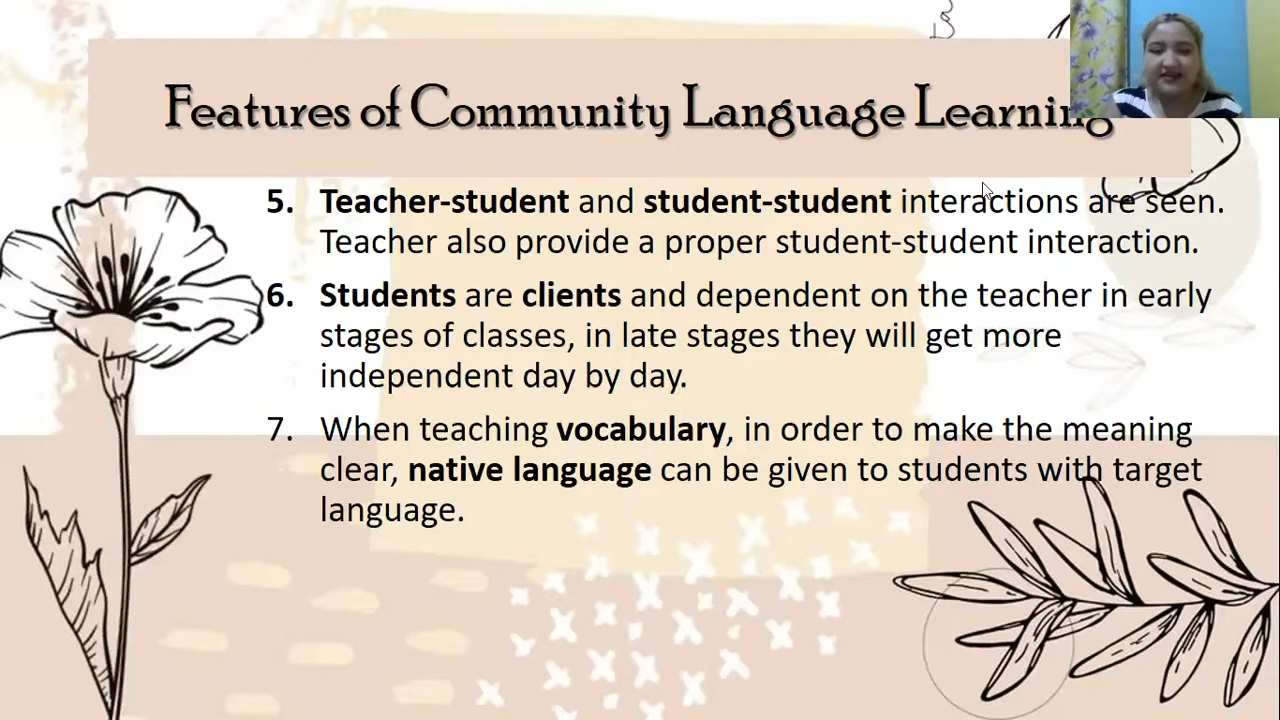 Features of Community Language Learning
5. Teacher-student and student-student interactions are seen.
Teacher also provide a proper student-student interaction.
6. Students are clients and dependent on the teacher in early
stages of classes, in late stages they will get more
independent day by day.
7. When teaching vocabulary, in order to make the meaning
clear, native language can be given to students with target
language.